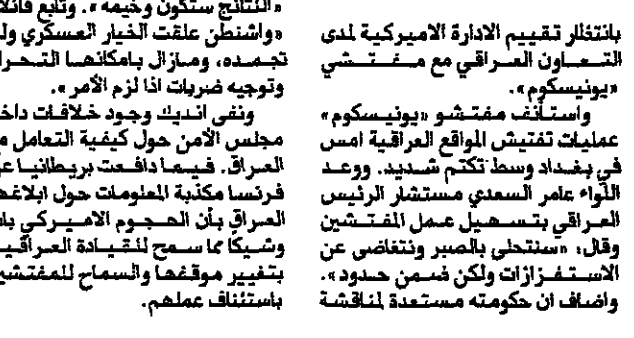 بانتظار تقييم الادارة الاميركية لمدى
التعاون العراقي مع مفتشي
«يونيسكوم».
واستأنف مفتشو «يونيسكوم»
عمليات تفتيش المواقع العراقية امس
في بغداد وسط تكتم شديد. ووعد
اللواء عامر السعدي مستشار الرئيس
العراقي بتسهيل عمل المفتشين
وقال: «سنتحلى بالصبر ونتغاضى عن
الاستفزازات ولكن ضمن حدود».
واضاف ان حكومته مستعدة لمناقشة
«النتائج ستكون وخيمه». وتابع قائلا
«واشنطن علقت الخيار العسكري ولم
تجمده، ومازال بامكانها التحرك
وتوجيه ضربات اذا لزم الأمر».
ونفى انديك وجود خلافات داخل
مجلس الأمن حول كيفية التعامل مع
العراق. فيما دافعت بريطانيا عن
فرنسا مكذبة المعلومات حول ابلاغها
العراق بأن الهجوم الاميركي بات
وشيكا مما سمح للقيادة العراقية
بتغيير موقفها والسماح للمفتشين
باستئناف عملهم.